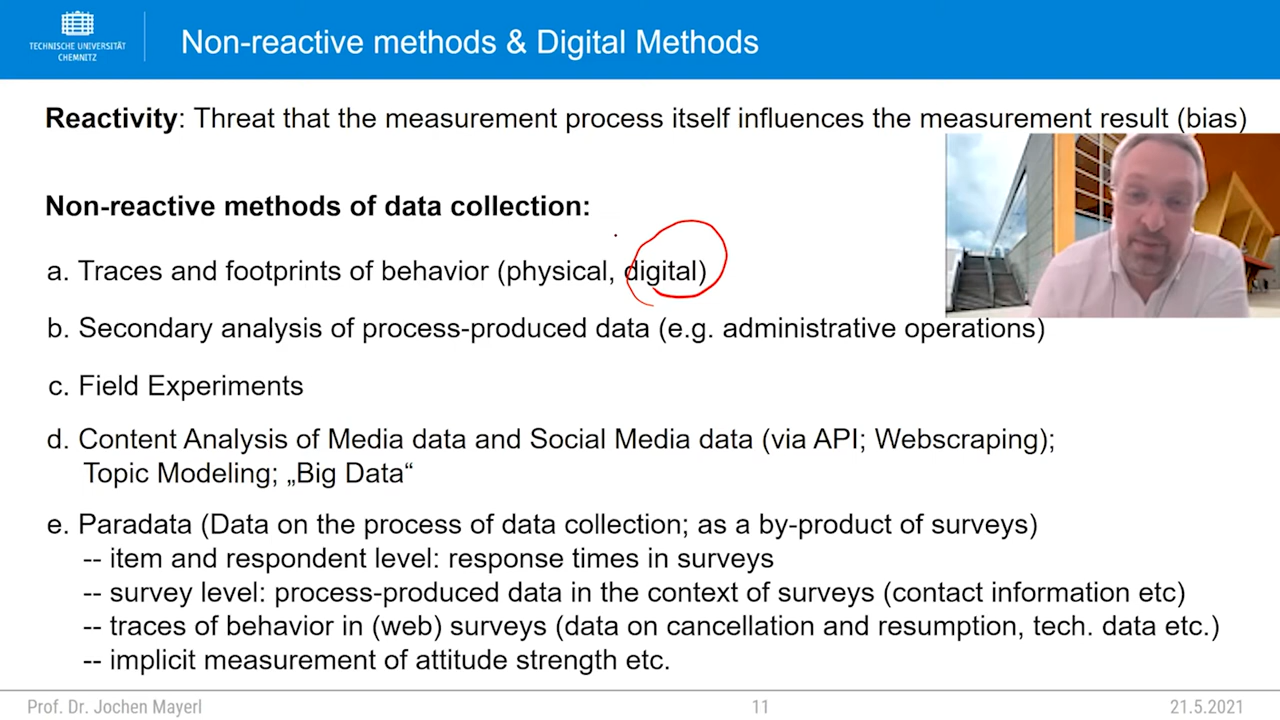 TECHNISCHE UNIVERSITÄT
CHEMNITZ
Non-reactive methods & Digital Methods
Reactivity: Threat that the measurement process itself influences the measurement result (bias)
Non-reactive methods of data collection:
a. Traces and footprints of behavior (physical, digital)
b. Secondary analysis of process-produced data (e.g. administrative operations)
c. Field Experiments
d. Content Analysis of Media data and Social Media data (via API; Webscraping);
Topic Modeling; „Big Data“
e. Paradata (Data on the process of data collection; as a by-product of surveys)
-- item and respondent level: response times in surveys
-- survey level: process-produced data in the context of surveys (contact information etc)
-- traces of behavior in (web) surveys (data on cancellation and resumption, tech. data etc.)
-- implicit measurement of attitude strength etc.
Prof. Dr. Jochen Mayerl
11
21.5.2021